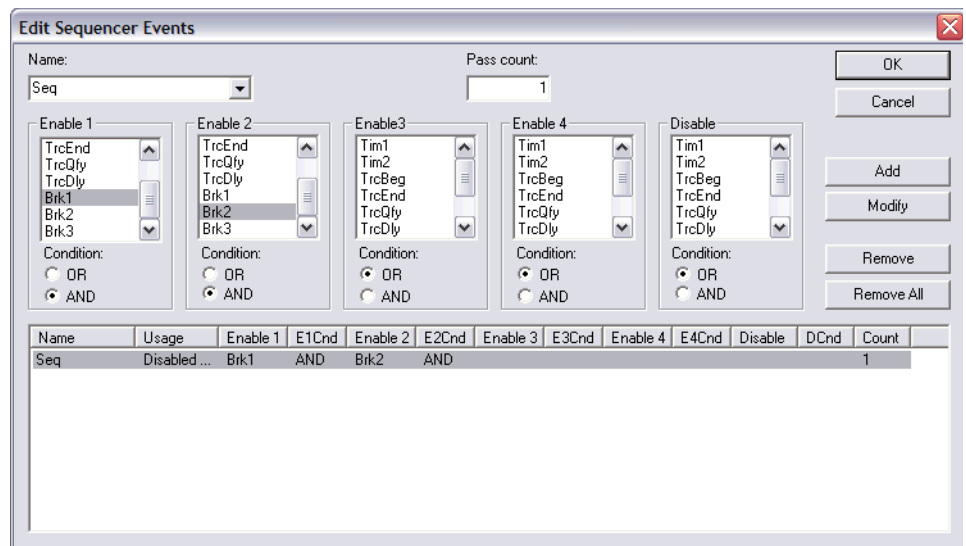 Edit Sequencer Events
Name:
Pass count:
OK
Seq
1
Cancel
Enable 1
Enable 2
Enable3
Enable 4
Disable
TrcEnd
TrcQfy
TrcDly
Brk1
Brk2
Brk3
TrcEnd
TrcQfy
TrcDly
Brk1
Brk2
Brk3
Tim1
Tim2
TrcBeg
TrcEnd
TrcQfy
TrcDly
Tim1
Tim2
TrcBeg
TrcEnd
TrcQfy
TrcDly
Tim1
Tim2
TrcBeg
TrcEnd
TrcQfy
TrcDly
Add
Modify
Condition:
OR
AND
Condition:
OR
AND
Condition:
OR
AND
Condition:
OR
AND
Condition:
OR
AND
Remove
Remove All
Name Usage Enable 1 E1Cnd Enable 2 E2Cnd Enable 3 E3Cnd Enable 4 E4Cnd Disable DCnd Count
Seq Disabled ... Brk1 AND Brk2 AND 1